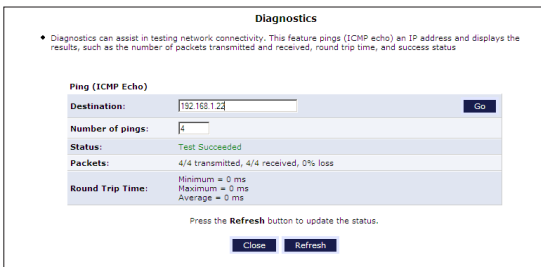 Diagnostics
◆ Diagnostics can assist in testing network connectivity. This feature pings (ICMP echo) an IP address and displays the
results, such as the number of packets transmitted and received, round trip time, and success status
Ping (ICMP Echo)
Destination: 192.168.1.22 Go
Number of pings: 4
Status: Test Succeeded
Packets: 4/4 transmitted, 4/4 received, 0% loss
Minimum = 0 ms
Round Trip Time: Maximum = 0 ms
Average = 0 ms
Press the Refresh button to update the status.
Close Refresh